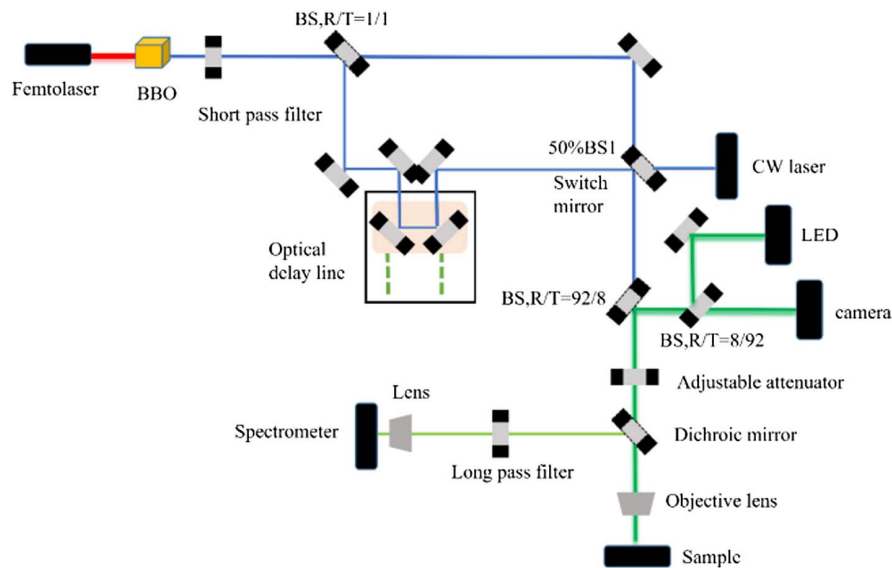 BS,R/T=1/1
Femtolaser
BBO
Short pass filter
50%BS1
Switch
mirror
CW laser
Optical
delay line
LED
BS,R/T=92/8
BS,R/T=8/92
camera
Adjustable attenuator
Lens
Spectrometer
Long pass filter
Dichroic mirror
Objective lens
Sample